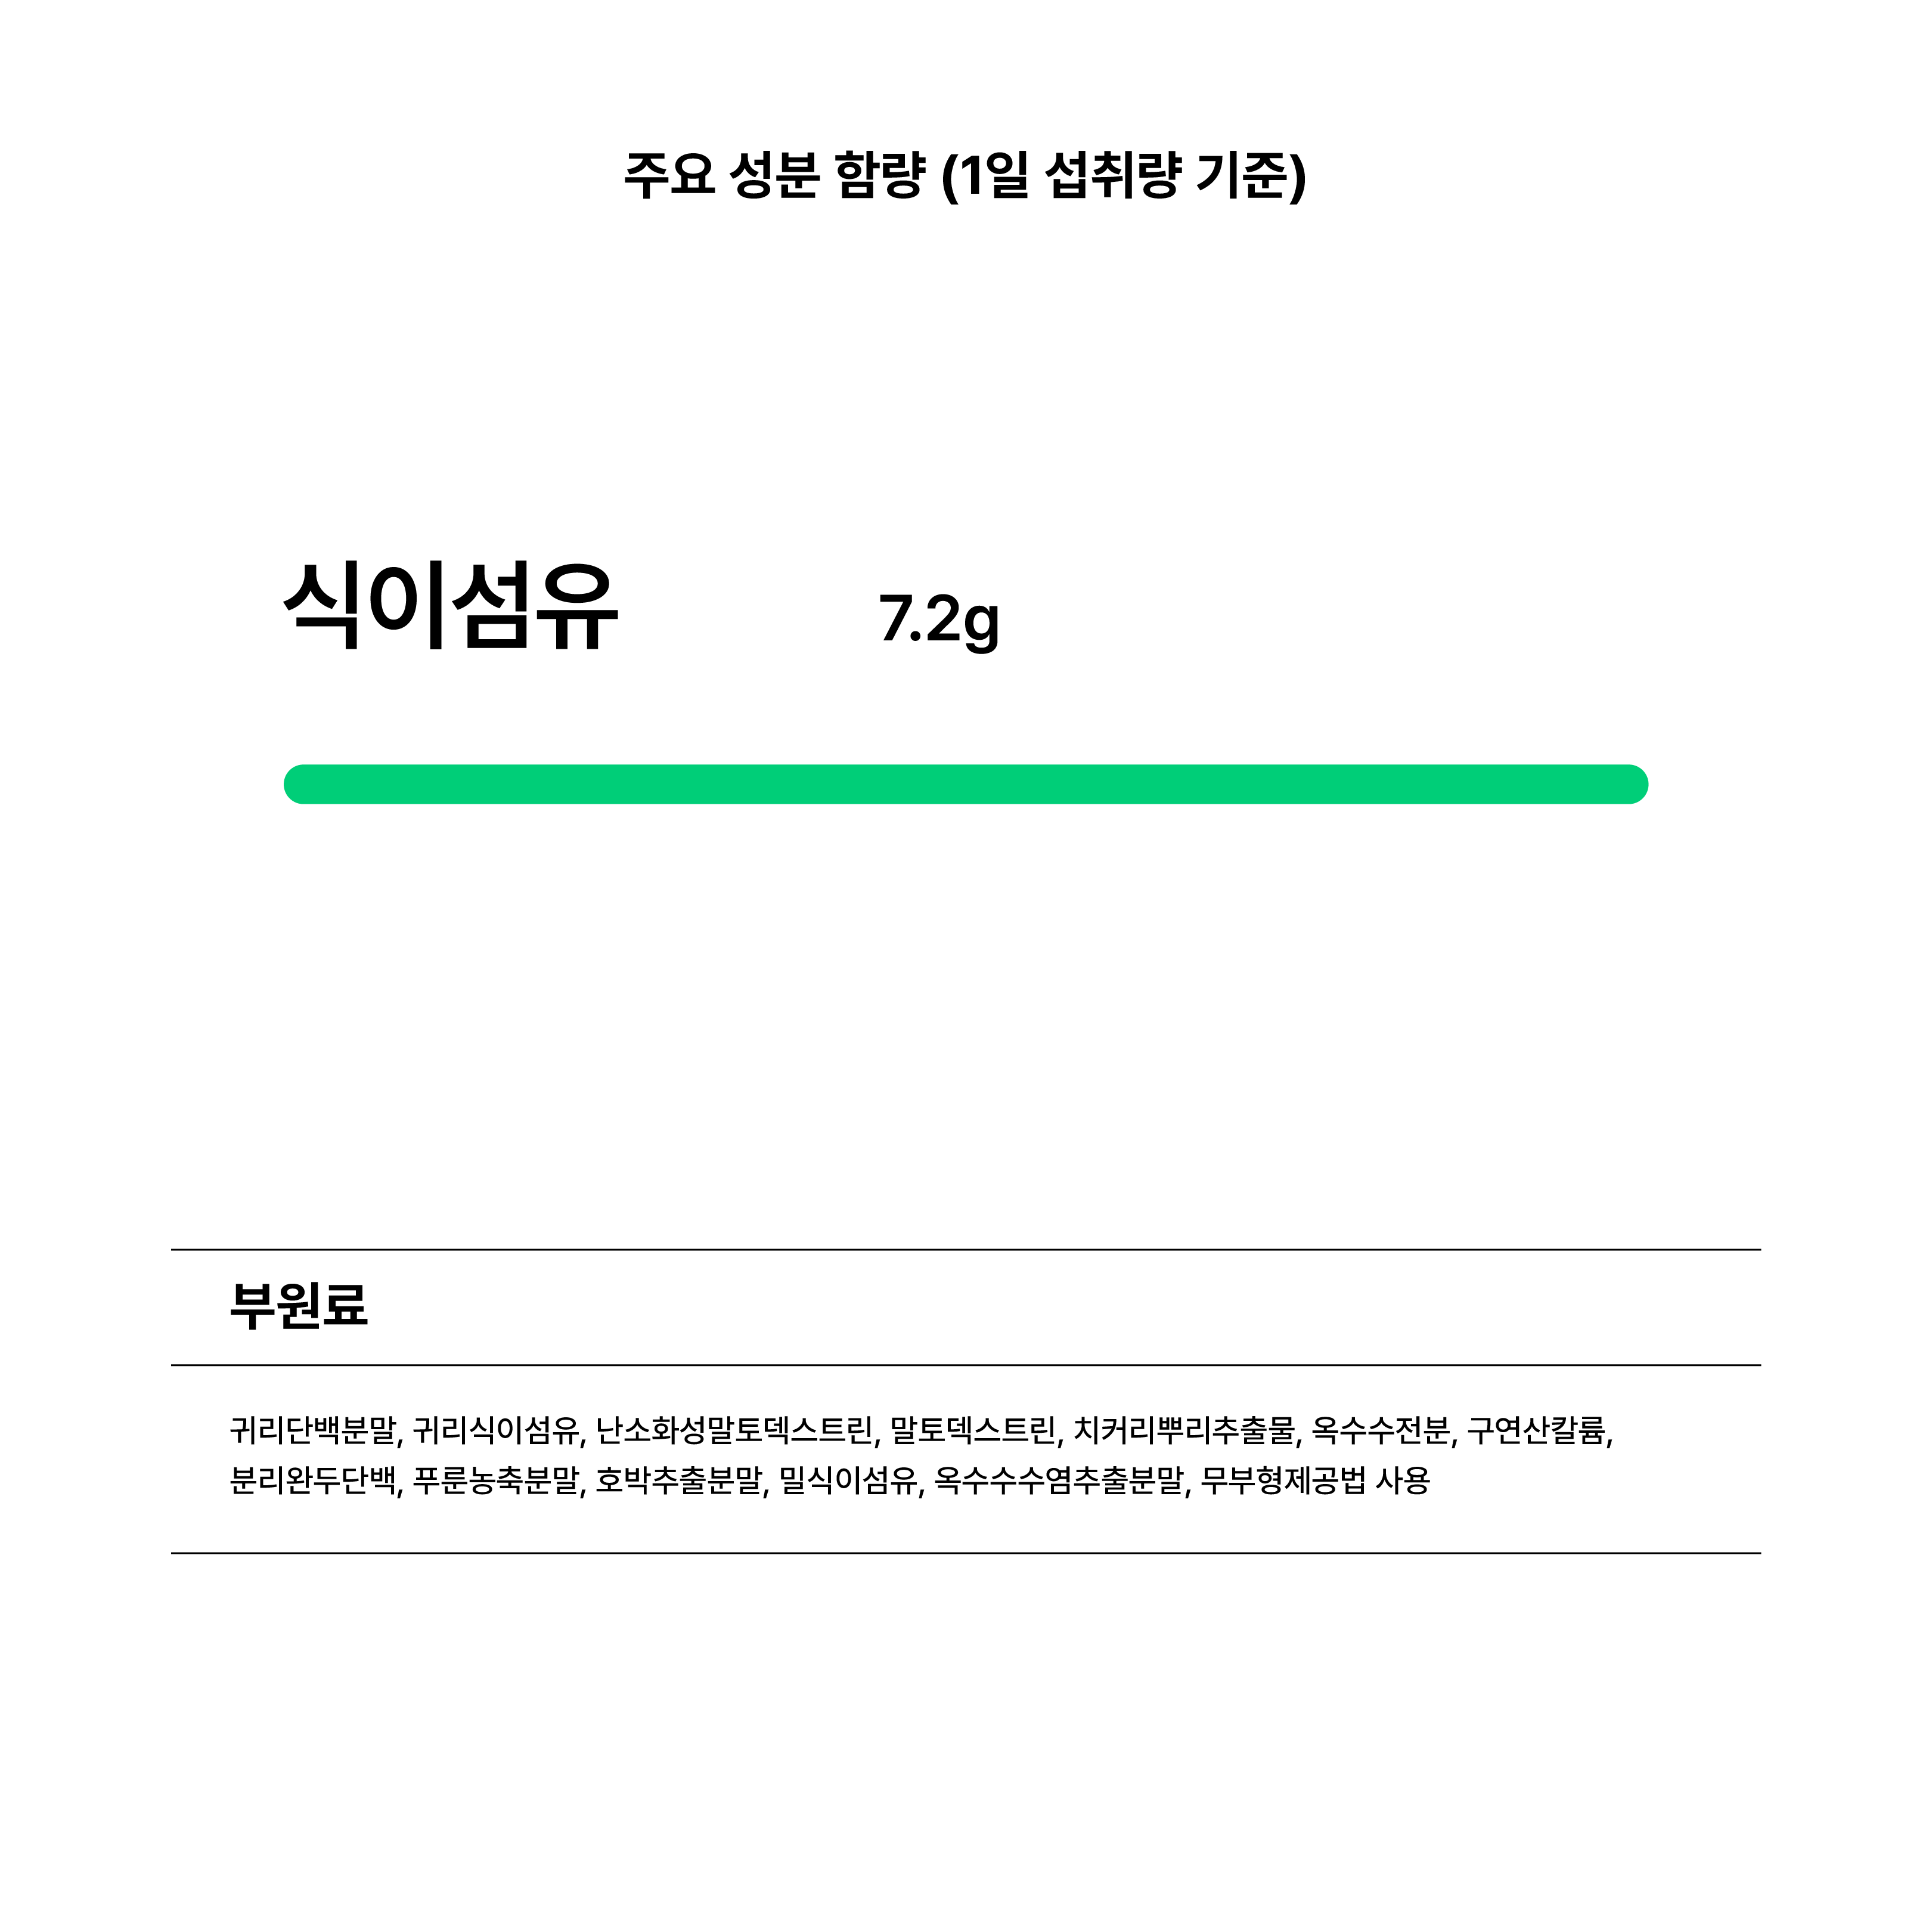 주요 성분 함량 (1일 섭취량 기준)
식이섬유 7.2g
부원료
귀리단백분말, 귀리식이섬유, 난소화성말토덱스트린, 말토덱스트린, 치커리뿌리추출물, 옥수수전분, 구연산칼륨,
분리완두단백, 푸룬농축분말, 호박추출분말, 밀식이섬유, 옥수수수염추출분말, 무부형제공법 사용